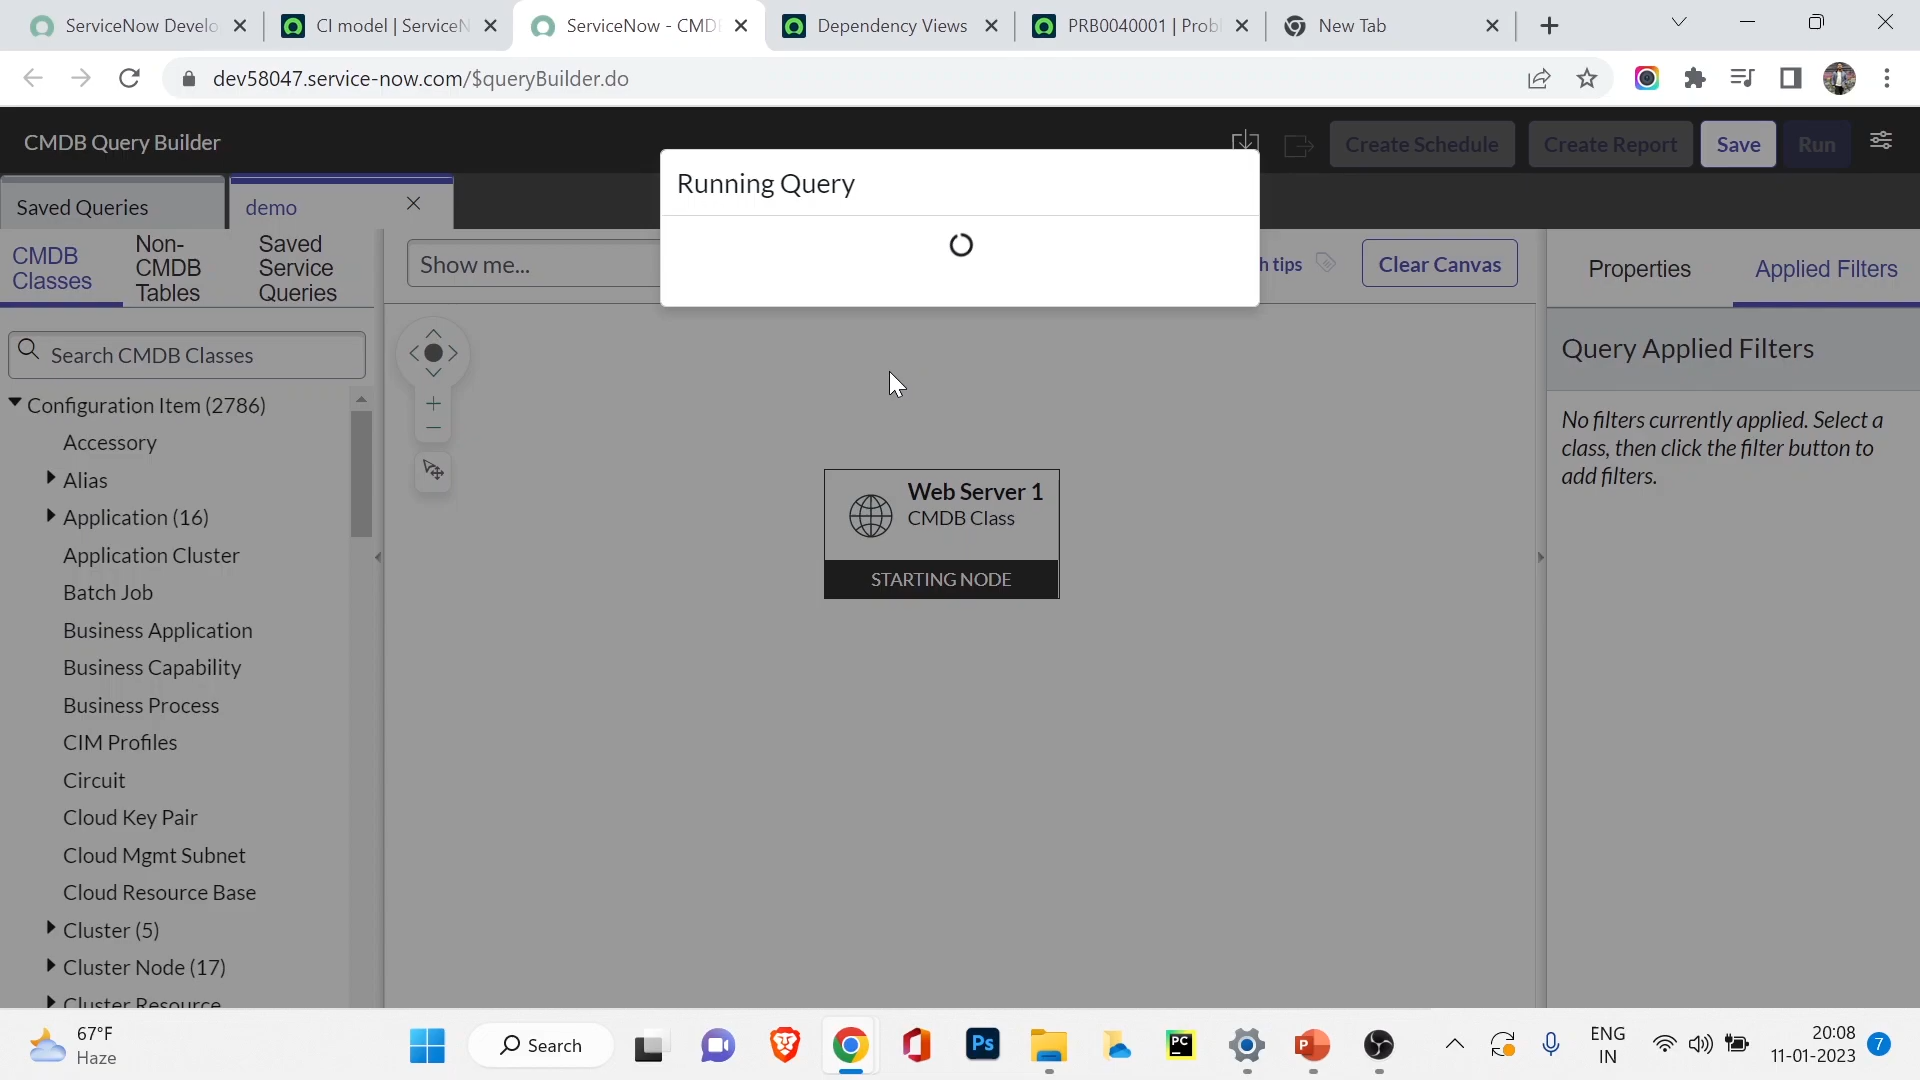 ServiceNow Develo
CI model | ServiceN
ServiceNow - CMD
Dependency Views
PRB0040001 | Probl
New Tab
dev58047.service-now.com/$queryBuilder.do
CMDB Query Builder
Create Schedule
Create Report
Save
Run
Saved Queries
demo
Running Query
CMDB
Classes
Non-
CMDB
Tables
Saved
Service
Queries
Show me...
h tips
Clear Canvas
Properties
Applied Filters
Search CMDB Classes
Query Applied Filters
No filters currently applied. Select a
class, then click the filter button to
add filters.
Configuration Item (2786)
Accessory
Alias
Application (16)
Application Cluster
Batch Job
Business Application
Business Capability
Business Process
CIM Profiles
Circuit
Cloud Key Pair
Cloud Mgmt Subnet
Cloud Resource Base
Cluster (5)
Cluster Node (17)
Cluster Resource
Web Server 1
CMDB Class
STARTING NODE
67°F
Haze
Search
Ps
PC
P
ENG
IN
20:08
11-01-2023
7